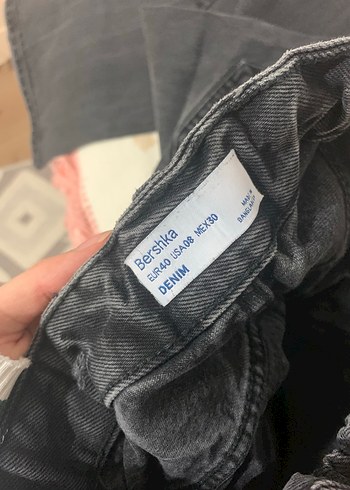 Bershka
EUR40 USA08 MEX30
DENIM
MADE IN
BANGLADESH